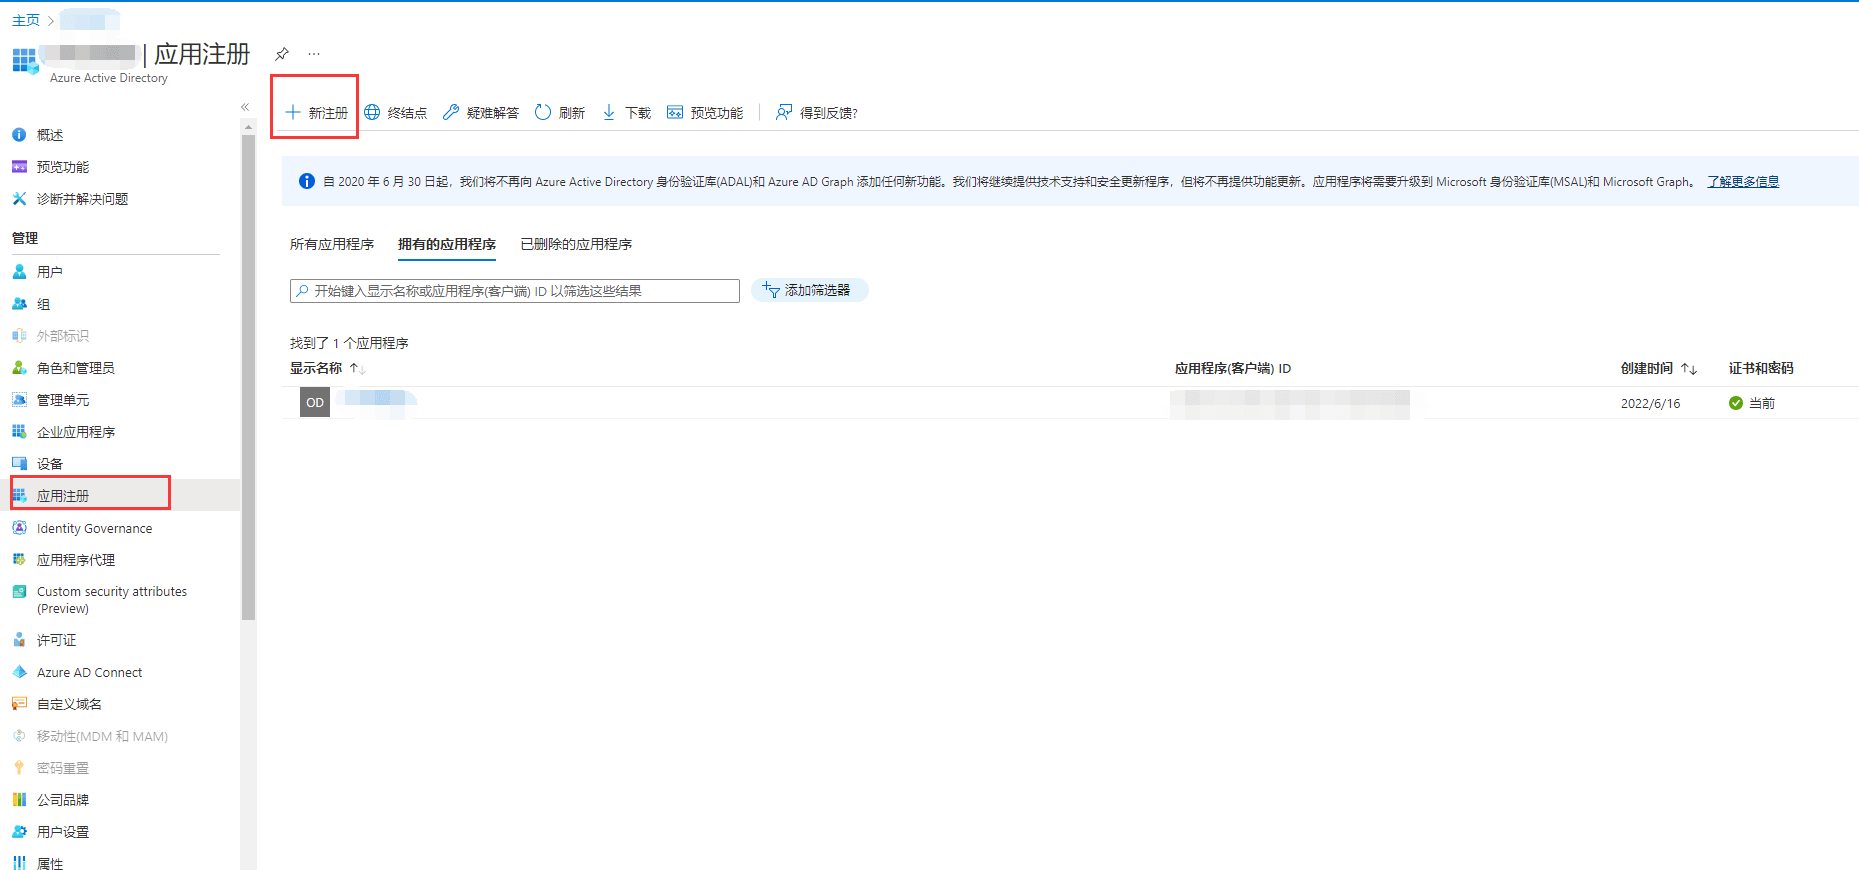 主页 >
| 应用注册
Azure Active Directory
新注册 终结点 疑难解答 刷新 下载 预览功能 得到反馈?
概述
预览功能
诊断并解决问题
管理
用户
组
外部标识
角色和管理员
管理单元
企业应用程序
设备
应用注册
Identity Governance
应用程序代理
Custom security attributes
(Preview)
许可证
Azure AD Connect
自定义域名
移动性(MDM 和 MAM)
密码重置
公司品牌
用户设置
属性
自 2020 年 6 月 30 日起，我们将不再向 Azure Active Directory 身份验证库(ADAL)和 Azure AD Graph 添加任何新功能。我们将继续提供技术支持和安全更新程序，但将不再提供功能更新。应用程序将需要升级到 Microsoft 身份验证库(MSAL)和 Microsoft Graph。 了解更多信息
所有应用程序 拥有的应用程序 已删除的应用程序
开始键入显示名称或应用程序(客户端) ID 以筛选这些结果 添加筛选器
找到了 1 个应用程序
显示名称 应用程序(客户端) ID 创建时间 证书和密码
OD 2022/6/16 当前